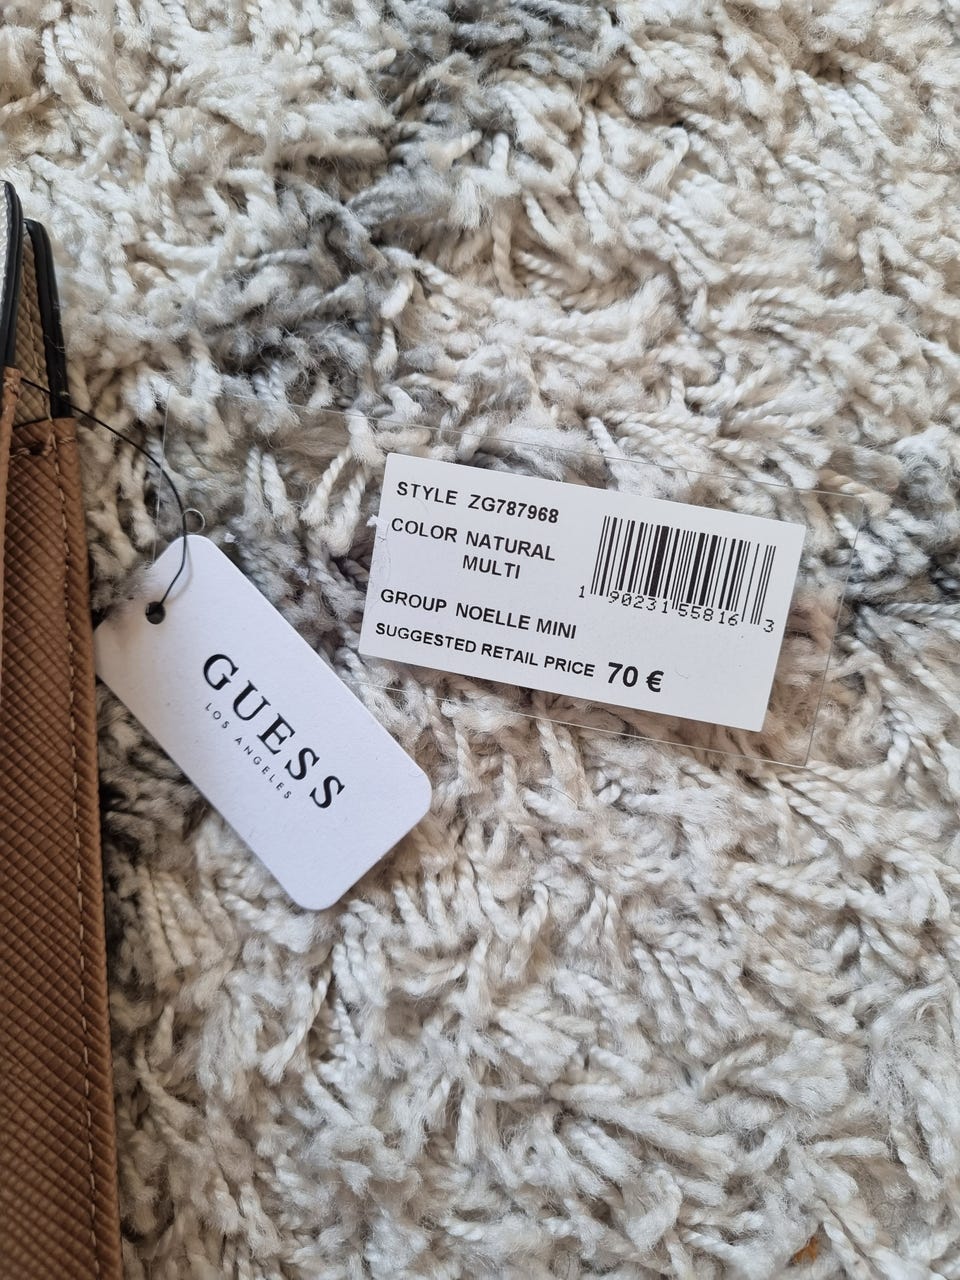 STYLE ZG787968
COLOR NATURAL
MULTI
GROUP NOELLE MINI
SUGGESTED RETAIL PRICE 70 €
1 90231 55816 3
GUESS
LOS ANGELES